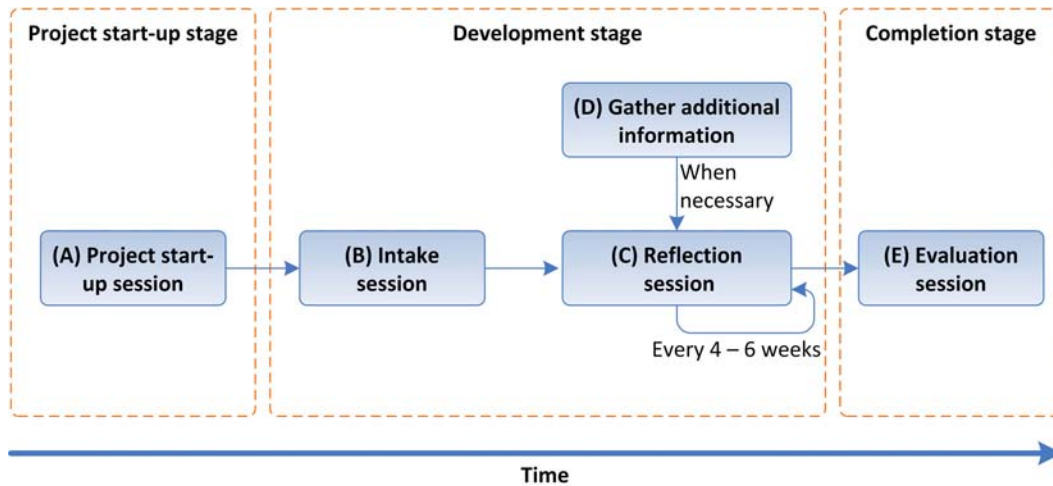 Project start-up stage
Development stage
Completion stage
(D) Gather additional
information
When
necessary
(A) Project start-
up session
(B) Intake
session
(C) Reflection
session
(E) Evaluation
session
Every 4 – 6 weeks
Time